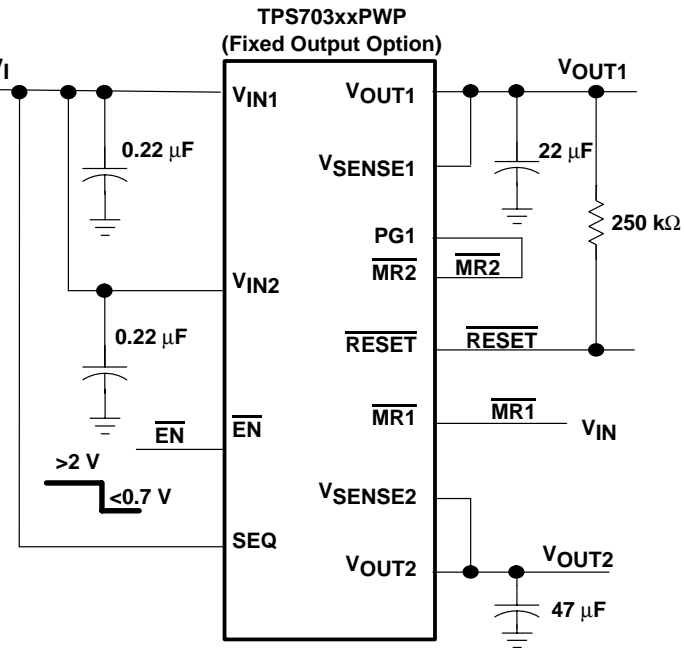 TPS703xxPWP
(Fixed Output Option)
VI
VOUT1
VIN1
VOUT1
0.22 μF
22 μF
VSENSE1
250 kΩ
PG1
MR2
MR2
VIN2
0.22 μF
RESET
RESET
EN
EN
MR1
MR1
VIN
>2 V
<0.7 V
VSENSE2
SEQ
VOUT2
VOUT2
47 μF